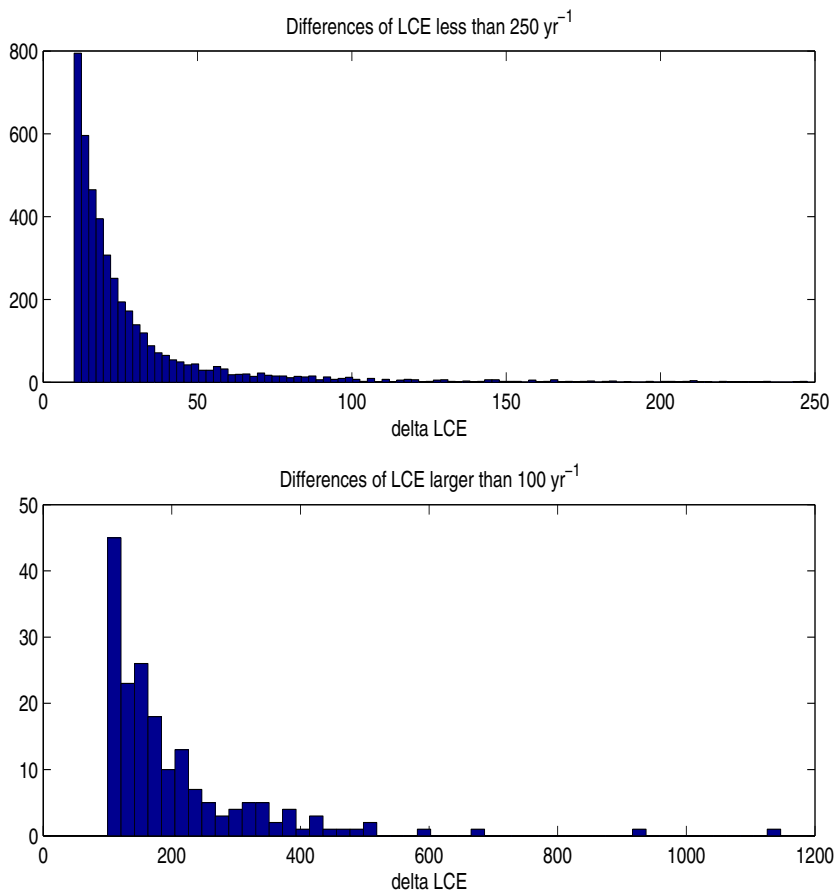 Differences of LCE less than 250 yr⁻¹
800
600
400
200
0
0 50 100 150 200 250
delta LCE
Differences of LCE larger than 100 yr⁻¹
50
40
30
20
10
0
0 200 400 600 800 1000 1200
delta LCE